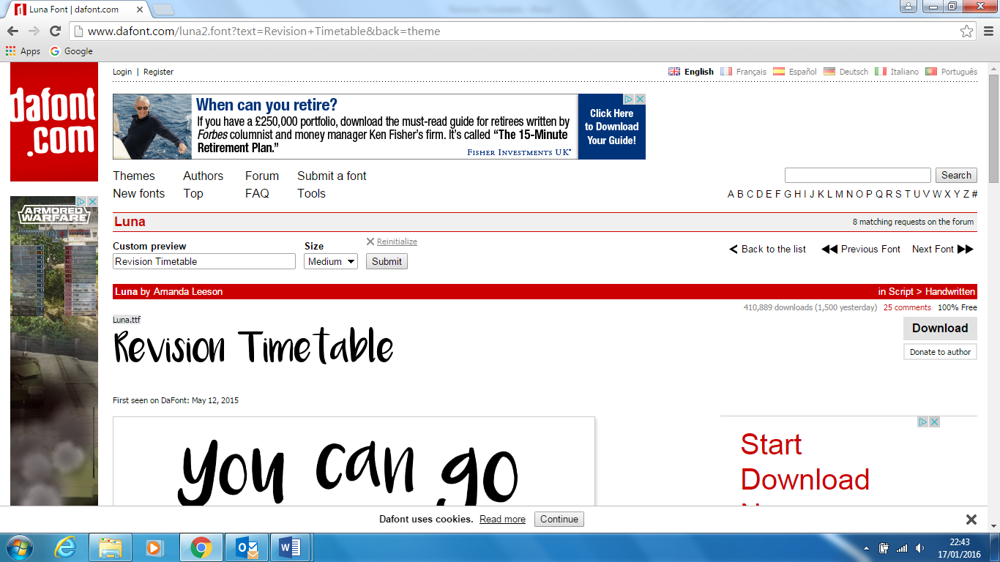 Luna Font | dafont.com
www.dafont.com/luna2.font?text=Revision+Timetable&back=theme
Apps Google
dafont
.com
Login | Register
English Français Español Deutsch Italiano Português
When can you retire?
If you have a £250,000 portfolio, download the must-read guide for retirees written by
Forbes columnist and money manager Ken Fisher's firm. It's called “The 15-Minute
Retirement Plan.”
FISHER INVESTMENTS UK®
Click Here
to Download
Your Guide!
Themes Authors Forum Submit a font
New fonts Top FAQ Tools
Search
A B C D E F G H I J K L M N O P Q R S T U V W X Y Z #
ARMORED
WARFARE
Luna
8 matching requests on the forum
Custom preview Size Reinitialize
Revision Timetable Medium Submit
Back to the list Previous Font Next Font
Luna by Amanda Leeson in Script > Handwritten
410,889 downloads (1,500 yesterday) 25 comments 100% Free
Luna.ttf
Revision Timetable
Download
Donate to author
First seen on DaFont: May 12, 2015
you can go
Start
Download
Dafont uses cookies. Read more Continue
22:43
17/01/2016